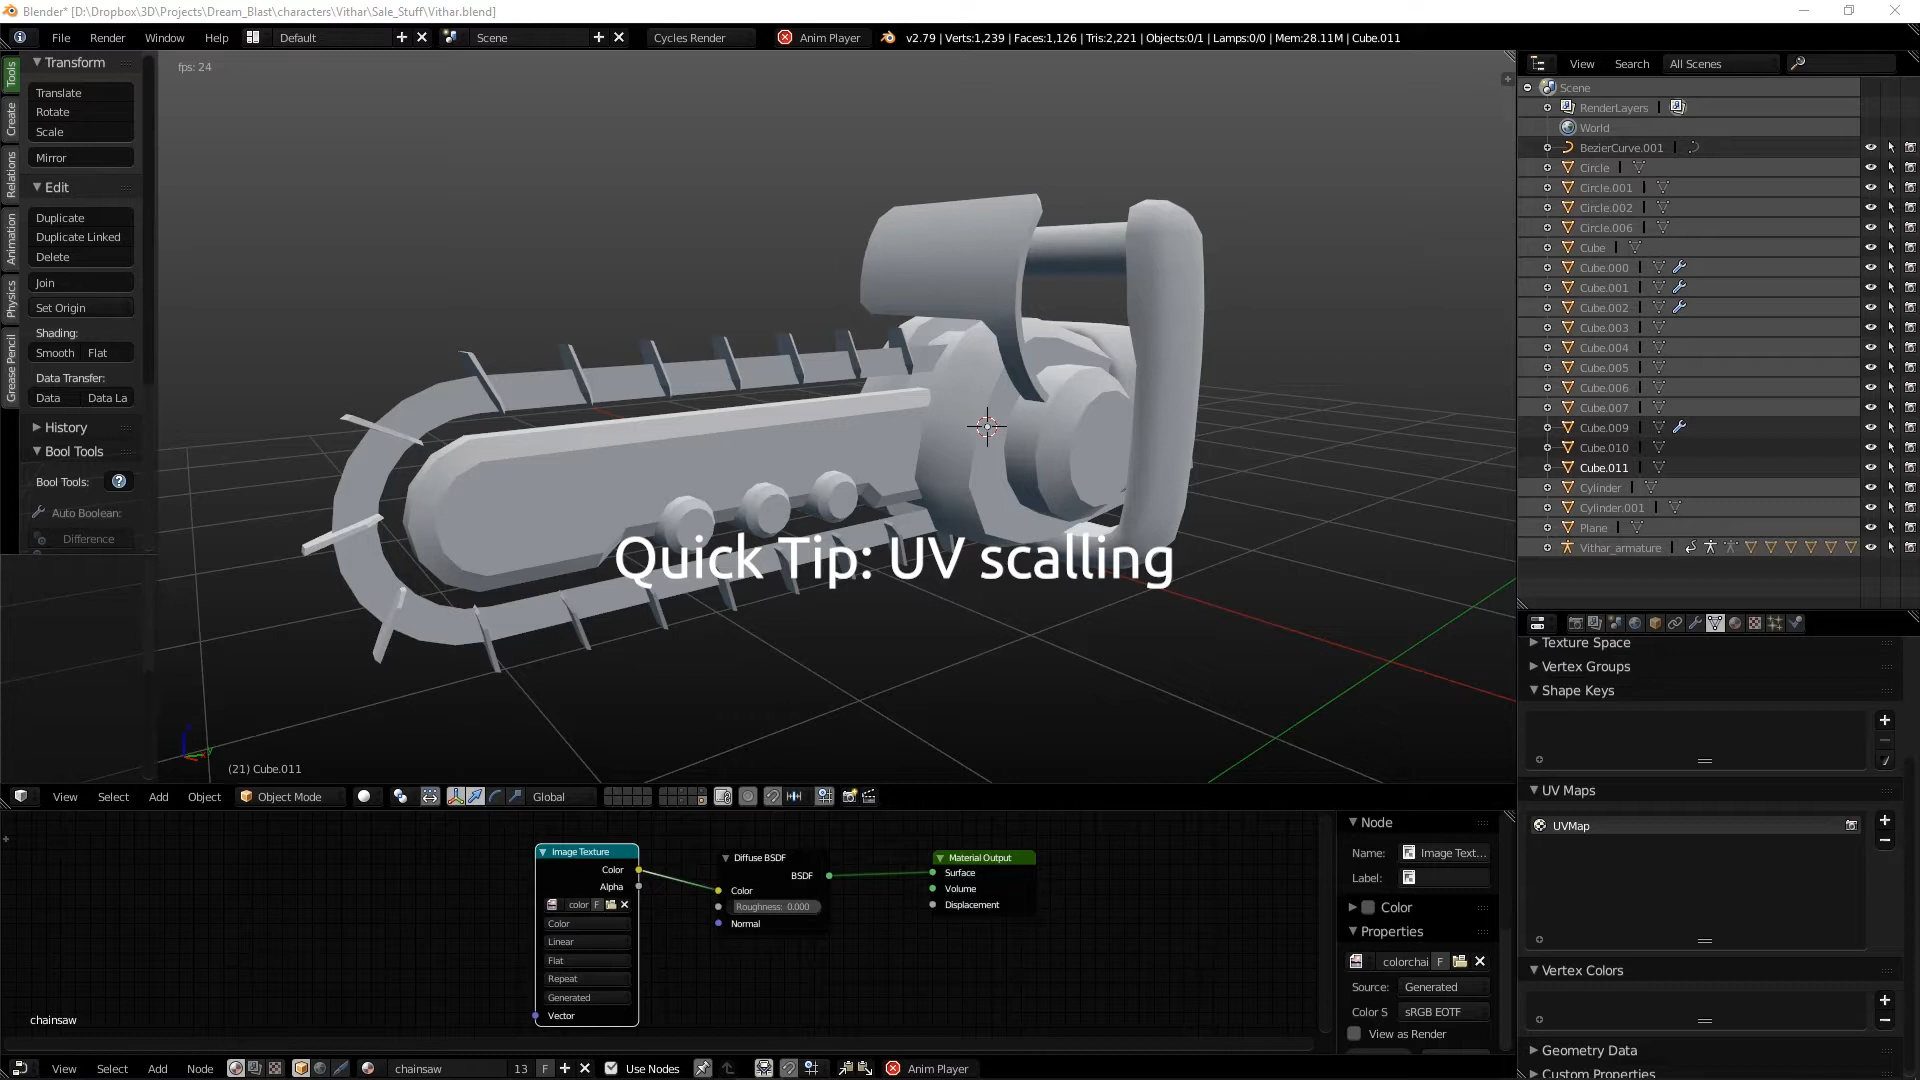 Blender* [D:\Dropbox\3D\Projects\Dream_Blast\characters\Vithar\Sale_Stuff\Vithar.blend]
File Render Window Help Default Scene Cycles Render Anim Player v2.79 | Verts:1,239 | Faces:1,126 | Tris:2,221 | Objects:0/1 | Lamps:0/0 | Mem:28.11M | Cube.011
fps: 24
Tools
Create
Relations
Animation
Physics
Grease Pencil
Transform
Translate
Rotate
Scale
Mirror
Edit
Duplicate
Duplicate Linked
Delete
Join
Set Origin
Shading:
Smooth Flat
Data Transfer:
Data Data La
History
Bool Tools
Bool Tools:
Auto Boolean:
Difference
Quick Tip: UV scalling
(21) Cube.011
View Select Add Object Object Mode Global
View Search All Scenes
Scene
RenderLayers
World
BezierCurve.001
Circle
Circle.001
Circle.002
Circle.006
Cube
Cube.000
Cube.001
Cube.002
Cube.003
Cube.004
Cube.005
Cube.006
Cube.007
Cube.009
Cube.010
Cube.011
Cylinder
Cylinder.001
Plane
Vithar_armature
Texture Space
Vertex Groups
Shape Keys
UV Maps
UVMap
Vertex Colors
Geometry Data
Custom Properties
Image Texture
Color
Alpha
color F
Color
Linear
Flat
Repeat
Generated
Vector
Diffuse BSDF
BSDF
Color
Roughness: 0.000
Normal
Material Output
Surface
Volume
Displacement
chainsaw
Node
Name: Image Text...
Label:
Color
Properties
colorchai F
Source: Generated
Color S sRGB EOTF
View as Render
View Select Add Node chainsaw 13 F Use Nodes Anim Player